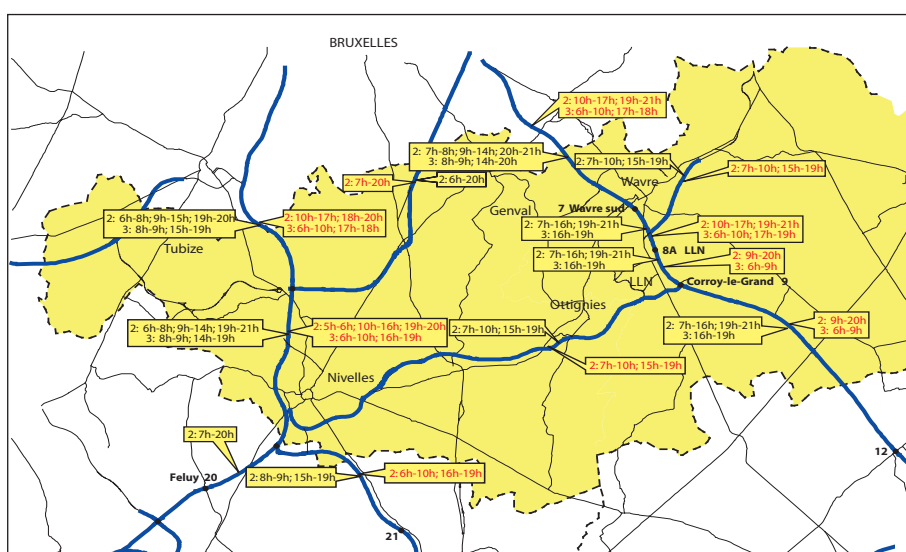 BRUXELLES
2: 10h-17h; 19h-21h
3: 6h-10h; 17h-18h
2: 7h-8h; 9h-14h; 20h-21h
3: 8h-9h; 14h-20h
2: 7h-10h; 15h-19h
2: 7h-10h; 15h-19h
2: 7h-20h
2: 6h-20h
Wavre
J
Genval
7 Wavre sud
2: 6h-8h; 9h-15h; 19h-20h
3: 8h-9h; 15h-19h
2: 10h-17h; 18h-20h
3: 6h-10h; 17h-18h
2: 7h-16h; 19h-21h
3: 16h-19h
2: 10h-17h; 19h-21h
3: 6h-10h; 17h-19h
Tubize
8A LLN
2: 7h-16h; 19h-21h
3: 16h-19h
2: 9h-20h
3: 6h-9h
LLN
Corroy-le-Grand 9
Ottignies
2: 6h-8h; 9h-14h; 19h-21h
3: 8h-9h; 14h-19h
2: 5h-6h; 10h-16h; 19h-20h
3: 6h-10h; 16h-19h
2: 7h-10h; 15h-19h
2: 7h-16h; 19h-21h
3: 16h-19h
2: 9h-20h
3: 6h-9h
2: 7h-10h; 15h-19h
Nivelles
2: 7h-20h
12
Feluy 20
2: 8h-9h; 15h-19h
2: 6h-10h; 16h-19h
21